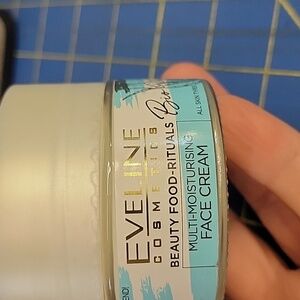 EVELINE
COSMETICS
BEAUTY FOOD-RITUALS
MULTI-MOISTURISING
FACE CREAM